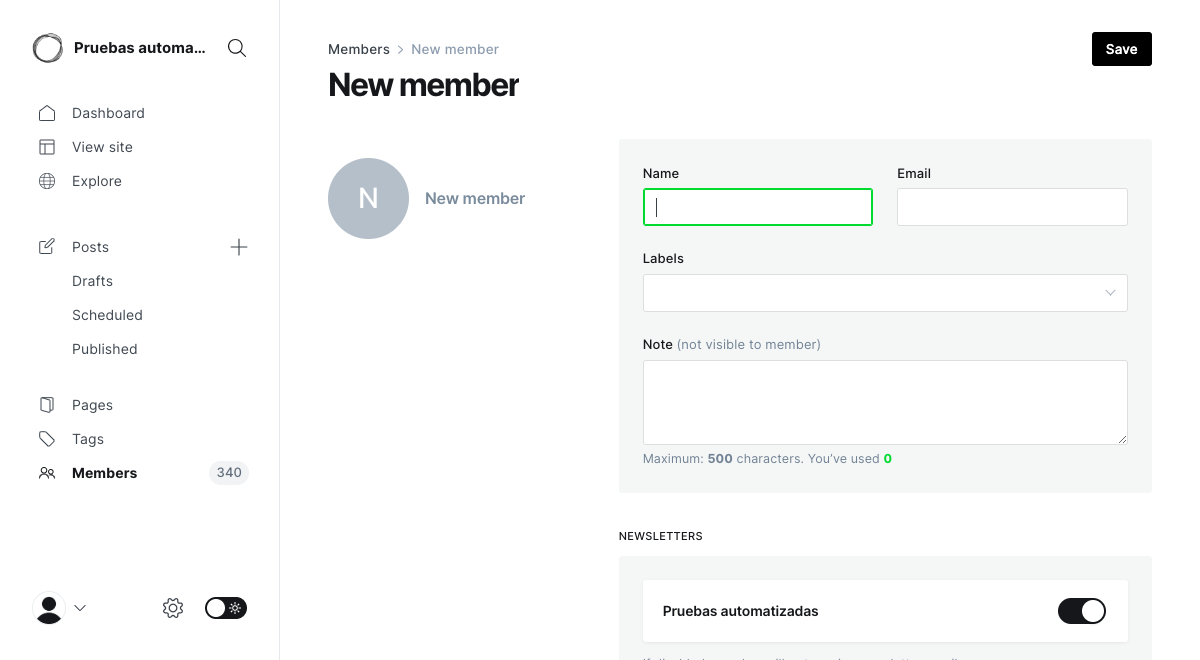 Pruebas automa...
Dashboard
View site
Explore
Posts
Drafts
Scheduled
Published
Pages
Tags
Members 340
Members > New member
New member
Save
N New member
Name Email
Labels
Note (not visible to member)
Maximum: 500 characters. You’ve used 0
NEWSLETTERS
Pruebas automatizadas